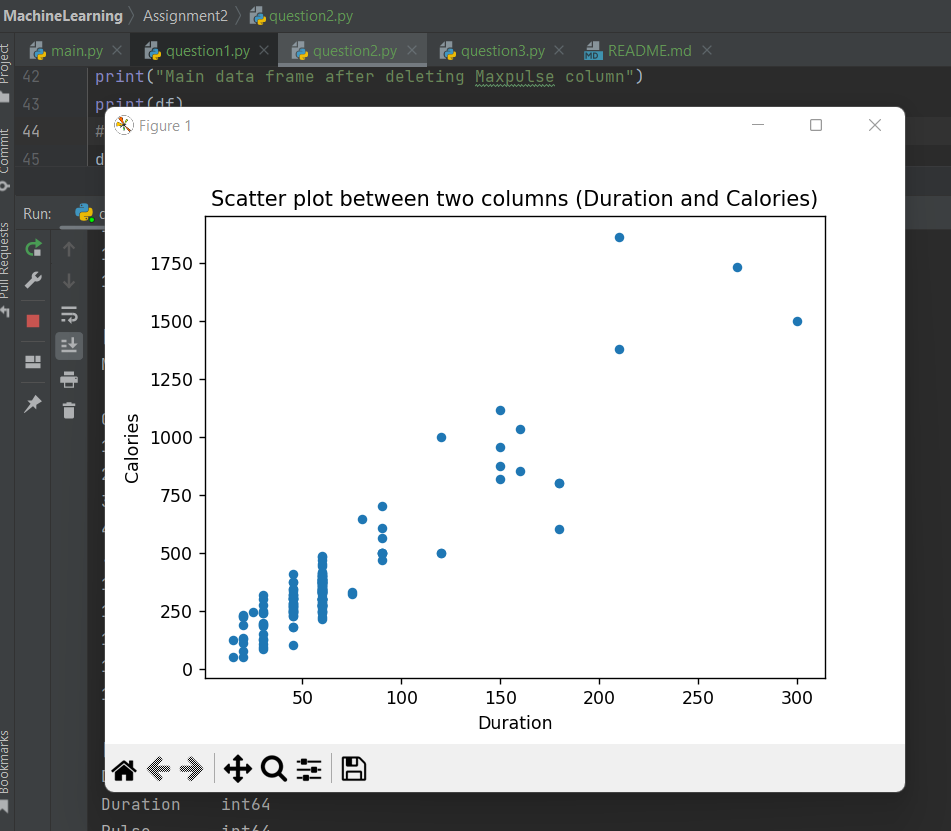 MachineLearning Assignment2 question2.py
main.py question1.py question2.py question3.py README.md
Project
Commit
Pull Requests
Bookmarks
42 print("Main data frame after deleting Maxpulse column")
43 print(df)
44 #
45 d
Run:
Figure 1
Scatter plot between two columns (Duration and Calories)
1750
1500
1250
1000
750
500
250
0
Calories
50 100 150 200 250 300
Duration
Duration int64
Pulse int64